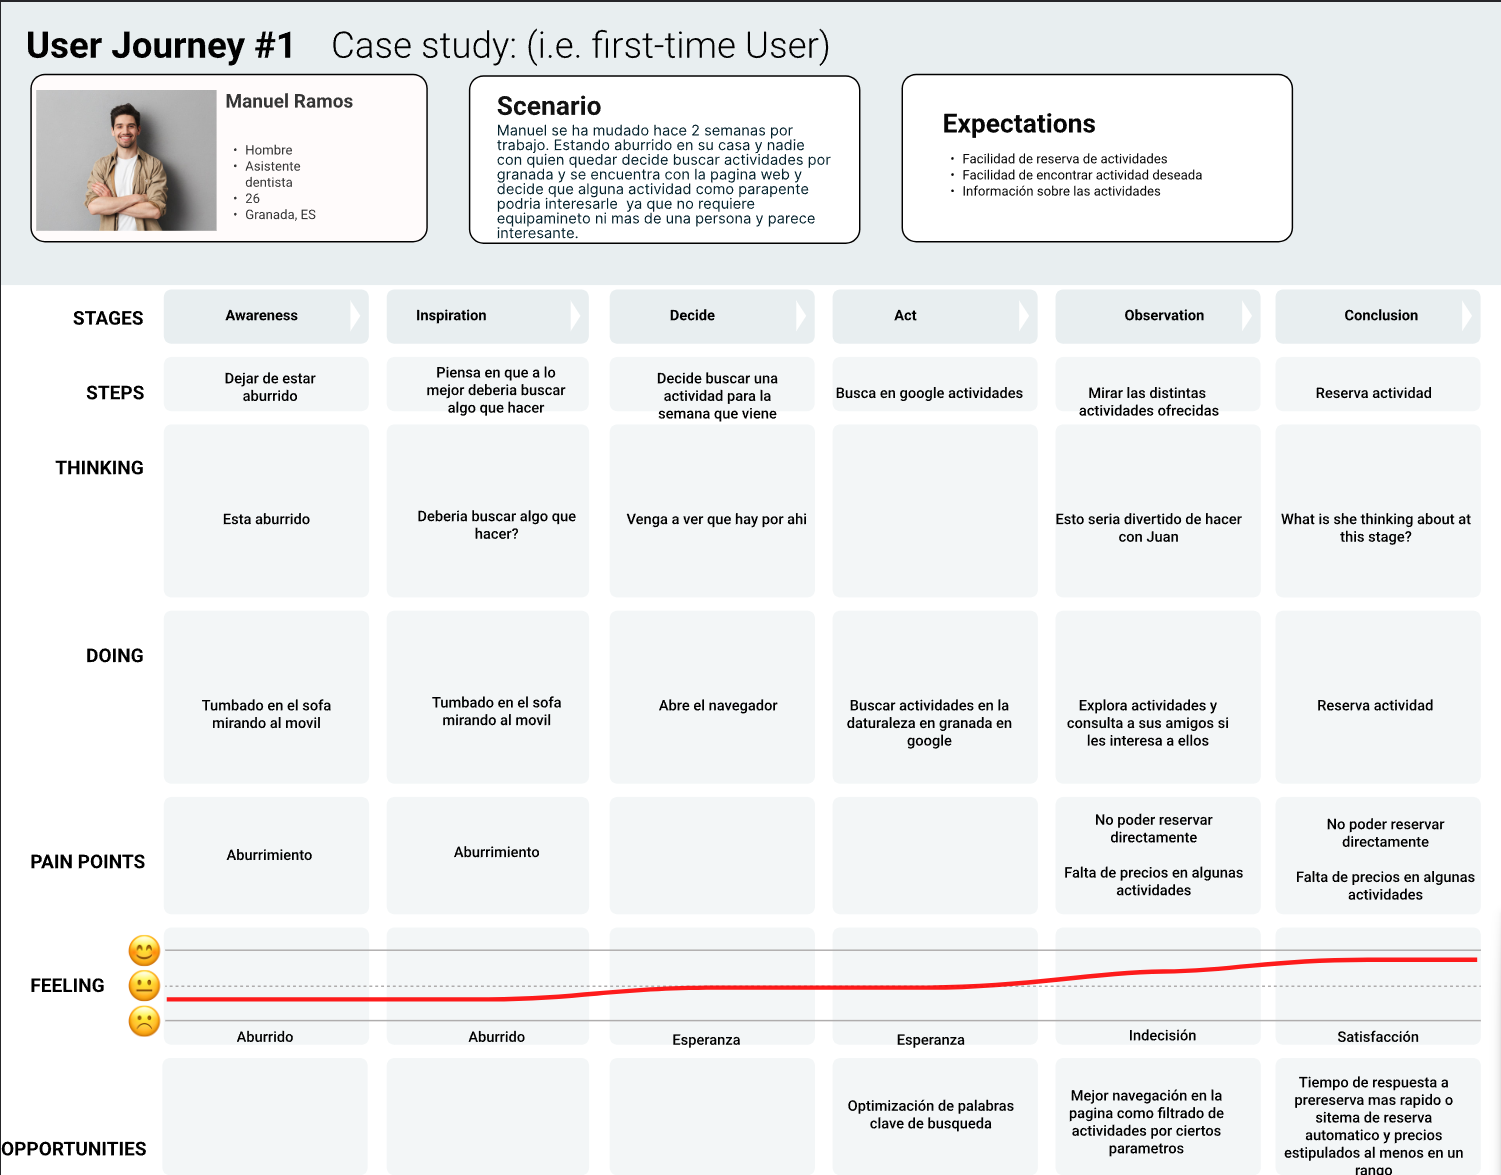 User Journey #1 Case study: (i.e. first-time User)
Manuel Ramos
• Hombre
• Asistente
dentista
• 26
• Granada, ES
Scenario
Manuel se ha mudado hace 2 semanas por
trabajo. Estando aburrido en su casa y nadie
con quien quedar decide buscar actividades por
granada y se encuentra con la pagina web y
decide que alguna actividad como parapente
podria interesarle ya que no requiere
equipamineto ni mas de una persona y parece
interesante.
Expectations
• Facilidad de reserva de actividades
• Facilidad de encontrar actividad deseada
• Información sobre las actividades
STAGES
Awareness
Inspiration
Decide
Act
Observation
Conclusion
STEPS
Dejar de estar
aburrido
Piensa en que a lo
mejor deberia buscar
algo que hacer
Decide buscar una
actividad para la
semana que viene
Busca en google actividades
Mirar las distintas
actividades ofrecidas
Reserva actividad
THINKING
Esta aburrido
Deberia buscar algo que
hacer?
Venga a ver que hay por ahi
Esto seria divertido de hacer
con Juan
What is she thinking about at
this stage?
DOING
Tumbado en el sofa
mirando al movil
Tumbado en el sofa
mirando al movil
Abre el navegador
Buscar actividades en la
daturaleza en granada en
google
Explora actividades y
consulta a sus amigos si
les interesa a ellos
Reserva actividad
PAIN POINTS
Aburrimiento
Aburrimiento
No poder reservar
directamente
Falta de precios en algunas
actividades
No poder reservar
directamente
Falta de precios en algunas
actividades
FEELING
Aburrido
Aburrido
Esperanza
Esperanza
Indecisión
Satisfacción
OPPORTUNITIES
Optimización de palabras
clave de busqueda
Mejor navegación en la
pagina como filtrado de
actividades por ciertos
parametros
Tiempo de respuesta a
prereserva mas rapido o
sitema de reserva
automatico y precios
estipulados al menos en un
rango